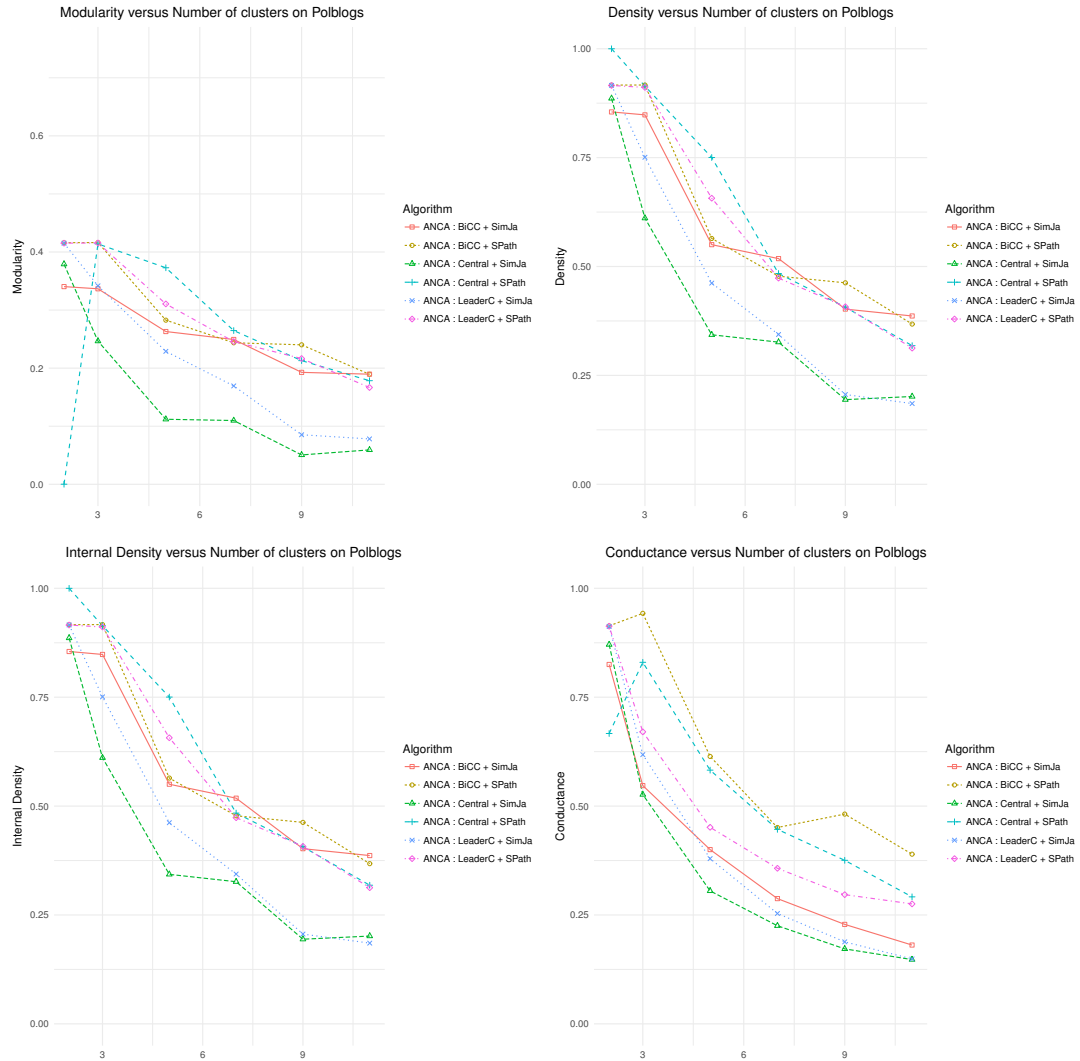 Modularity versus Number of clusters on Polblogs
Modularity
0.6
0.4
0.2
0.0
3
6
9
Algorithm
ANCA : BiCC + SimJa
ANCA : BiCC + SPath
ANCA : Central + SimJa
ANCA : Central + SPath
ANCA : LeaderC + SimJa
ANCA : LeaderC + SPath
Density versus Number of clusters on Polblogs
Density
1.00
0.75
0.50
0.25
0.00
3
6
9
Algorithm
ANCA : BiCC + SimJa
ANCA : BiCC + SPath
ANCA : Central + SimJa
ANCA : Central + SPath
ANCA : LeaderC + SimJa
ANCA : LeaderC + SPath
Internal Density versus Number of clusters on Polblogs
Internal Density
1.00
0.75
0.50
0.25
0.00
3
6
9
Algorithm
ANCA : BiCC + SimJa
ANCA : BiCC + SPath
ANCA : Central + SimJa
ANCA : Central + SPath
ANCA : LeaderC + SimJa
ANCA : LeaderC + SPath
Conductance versus Number of clusters on Polblogs
Conductance
1.00
0.75
0.50
0.25
0.00
3
6
9
Algorithm
ANCA : BiCC + SimJa
ANCA : BiCC + SPath
ANCA : Central + SimJa
ANCA : Central + SPath
ANCA : LeaderC + SimJa
ANCA : LeaderC + SPath